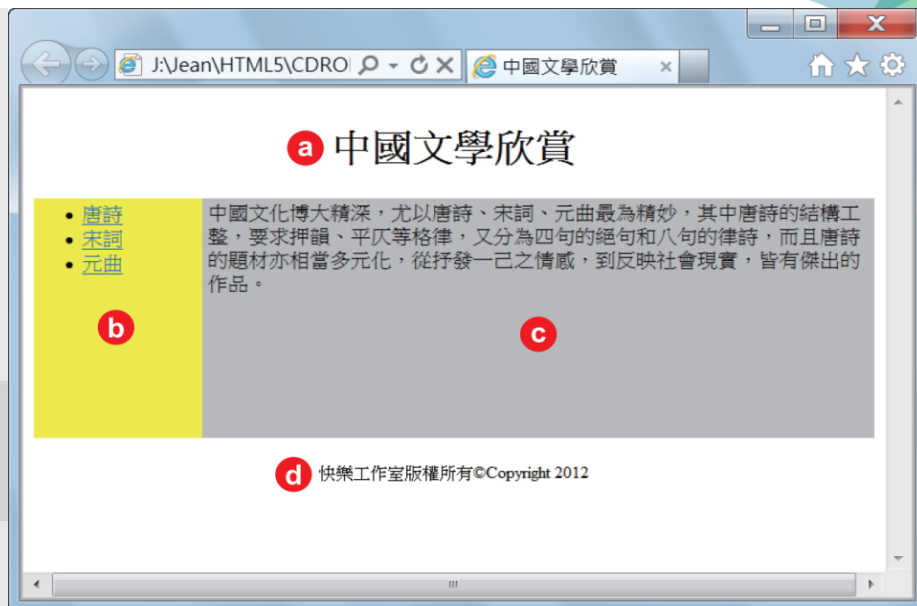 J:\Jean\HTML5\CDRO
中國文學欣賞
a 中國文學欣賞
唐詩
宋詞
元曲
b
中國文化博大精深，尤以唐詩、宋詞、元曲最為精妙，其中唐詩的結構工
整，要求押韻、平仄等格律，又分為四句的絕句和八句的律詩，而且唐詩
的題材亦相當多元化，從抒發一己之情感，到反映社會現實，皆有傑出的
作品。
c
d 快樂工作室版權所有©Copyright 2012